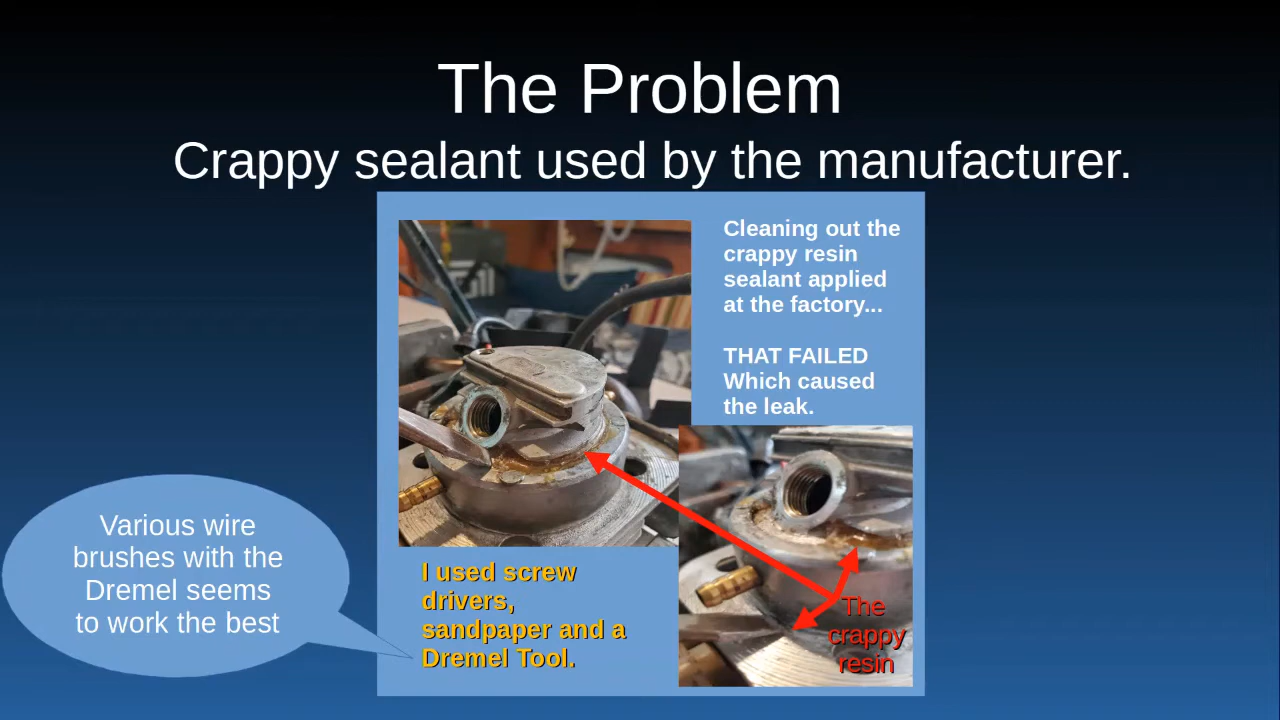 The Problem
Crappy sealant used by the manufacturer.
Cleaning out the
crappy resin
sealant applied
at the factory...
THAT FAILED
Which caused
the leak.
Various wire
brushes with the
Dremel seems
to work the best
I used screw
drivers,
sandpaper and a
Dremel Tool.
The
crappy
resin